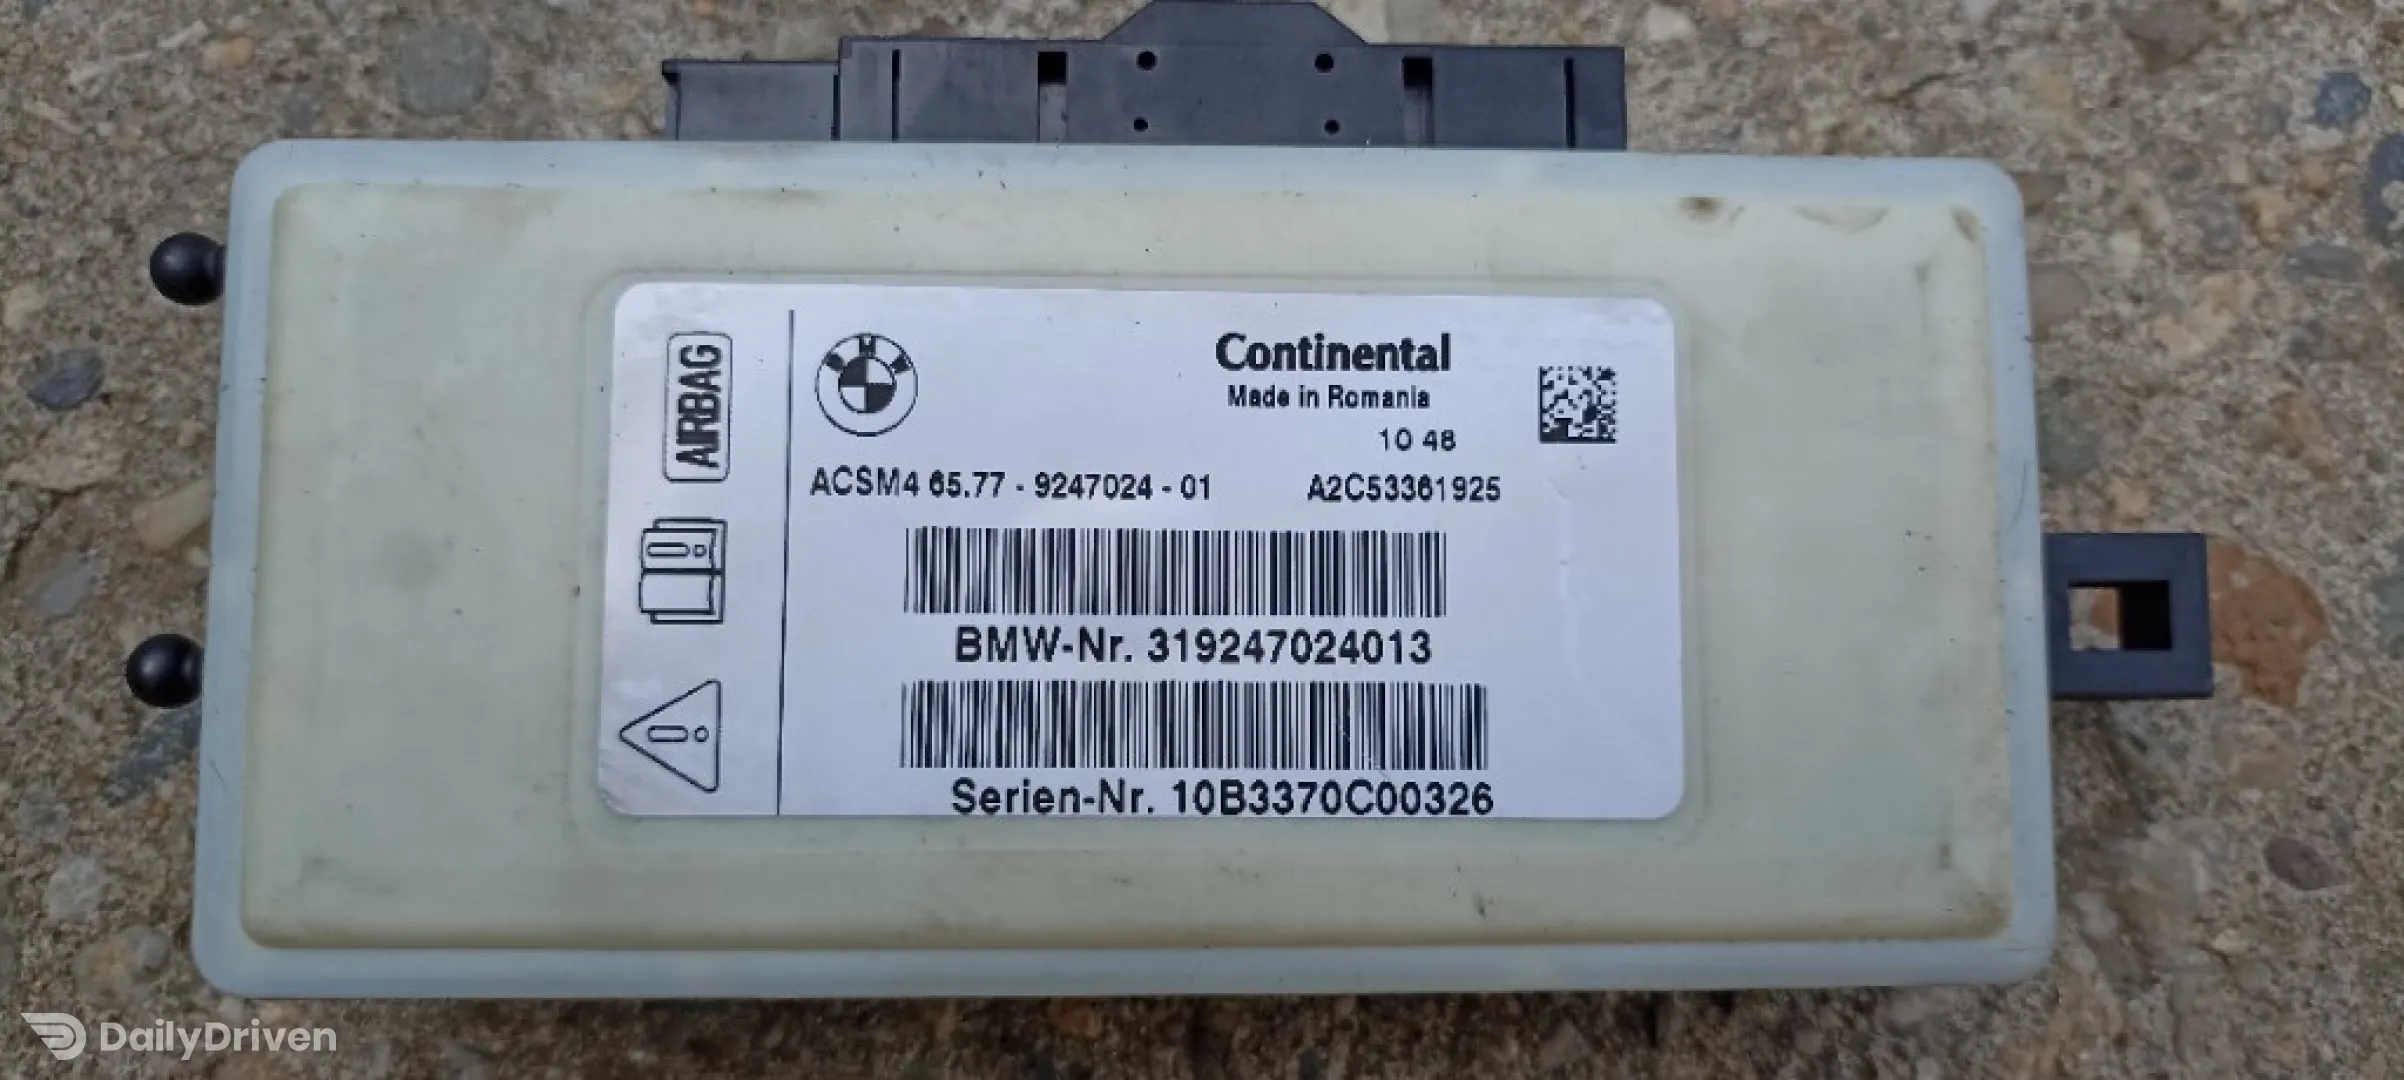 AIRBAG
BMW
Continental
Made in Romania
10 48
ACSM4 65.77 - 9247024 - 01 A2C53361925
BMW-Nr. 319247024013
Serien-Nr. 10B3370C00326
DailyDriven